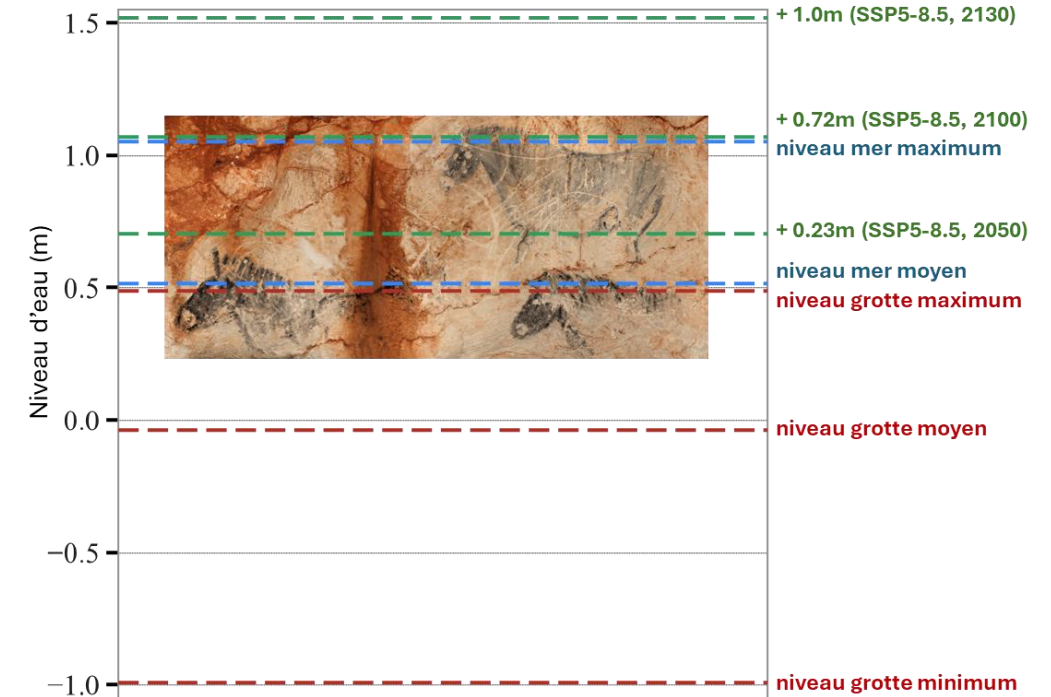 + 1.0m (SSP5-8.5, 2130)
1.5
+ 0.72m (SSP5-8.5, 2100)
niveau mer maximum
1.0
+ 0.23m (SSP5-8.5, 2050)
niveau mer moyen
0.5
niveau grotte maximum
Niveau d’eau (m)
0.0
niveau grotte moyen
−0.5
−1.0
niveau grotte minimum